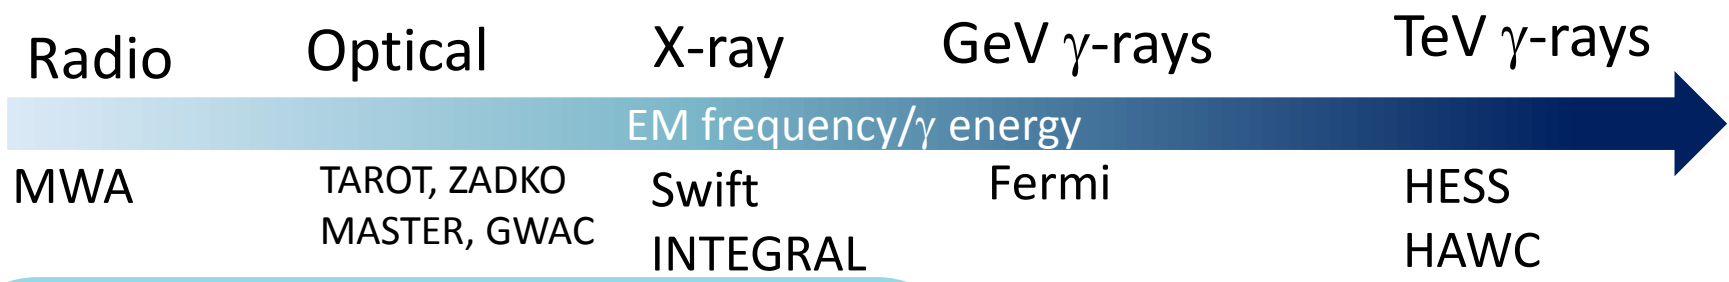 Radio
Optical
X-ray
GeV γ-rays
TeV γ-rays
EM frequency/γ energy
MWA
TAROT, ZADKO
MASTER, GWAC
Swift
INTEGRAL
Fermi
HESS
HAWC